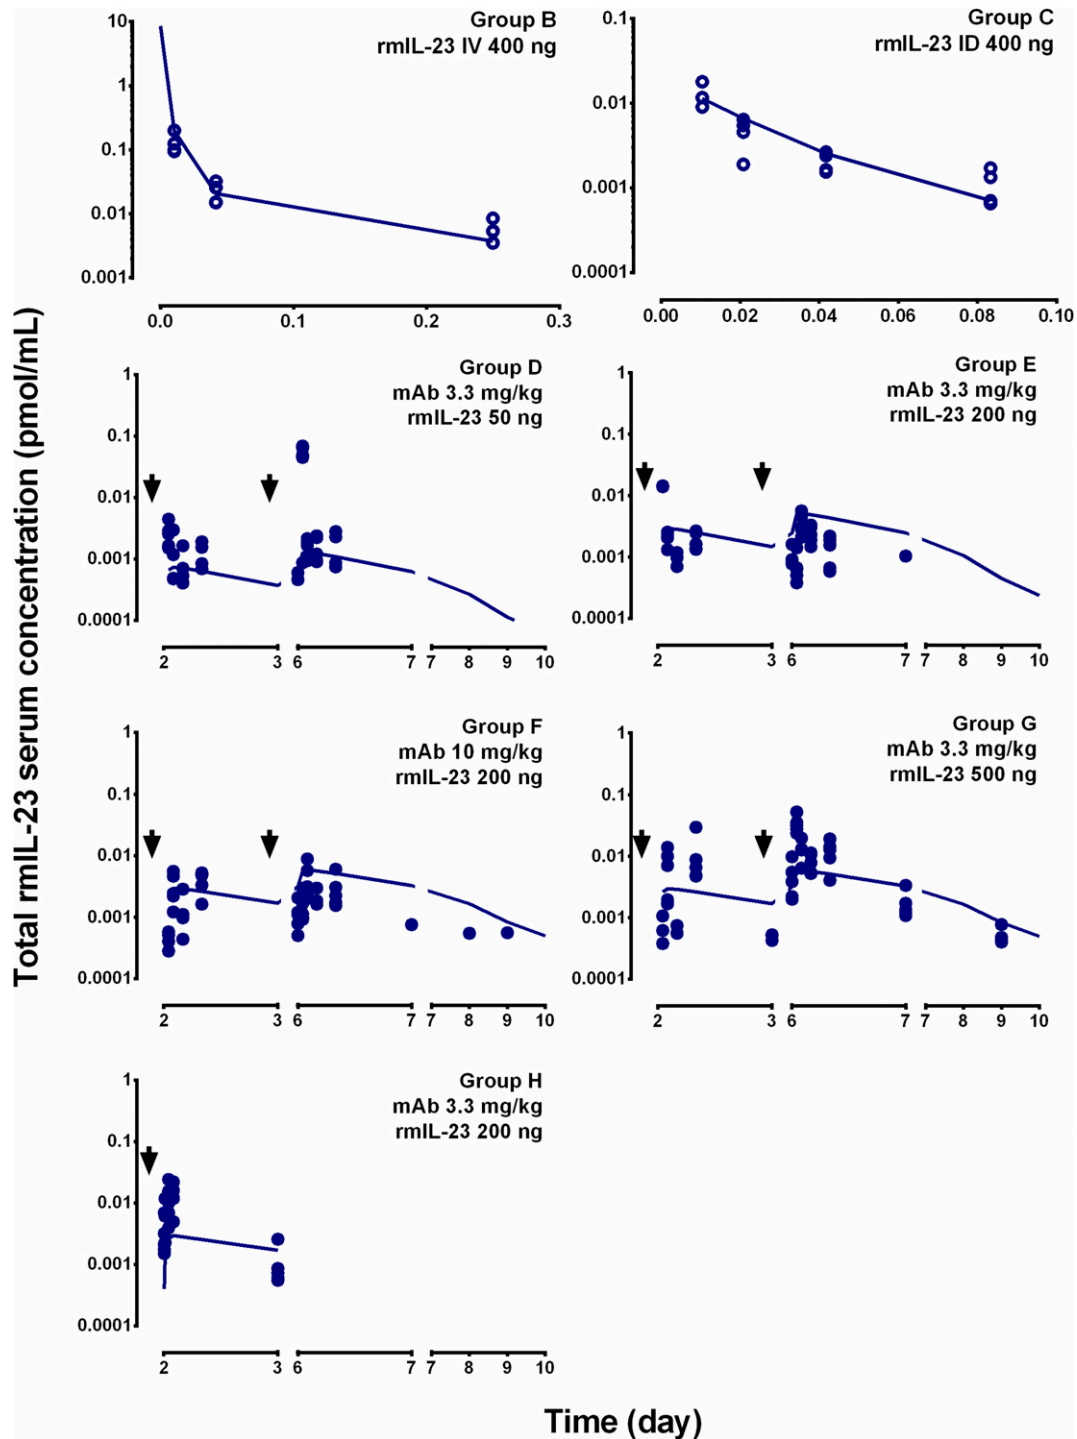 Total rmIL-23 serum concentration (pmol/mL)
Group B
rmIL-23 IV 400 ng
10
1
0.1
0.01
0.001
0.0 0.1 0.2 0.3
Group C
rmIL-23 ID 400 ng
0.1
0.01
0.001
0.0001
0.00 0.02 0.04 0.06 0.08 0.10
Group D
mAb 3.3 mg/kg
rmIL-23 50 ng
1
0.1
0.01
0.001
0.0001
2 3 6 7 7 8 9 10
Group E
mAb 3.3 mg/kg
rmIL-23 200 ng
1
0.1
0.01
0.001
0.0001
2 3 6 7 7 8 9 10
Group F
mAb 10 mg/kg
rmIL-23 200 ng
1
0.1
0.01
0.001
0.0001
2 3 6 7 7 8 9 10
Group G
mAb 3.3 mg/kg
rmIL-23 500 ng
1
0.1
0.01
0.001
0.0001
2 3 6 7 7 8 9 10
Group H
mAb 3.3 mg/kg
rmIL-23 200 ng
1
0.1
0.01
0.001
0.0001
2 3 6 7 7 8 9 10
Time (day)